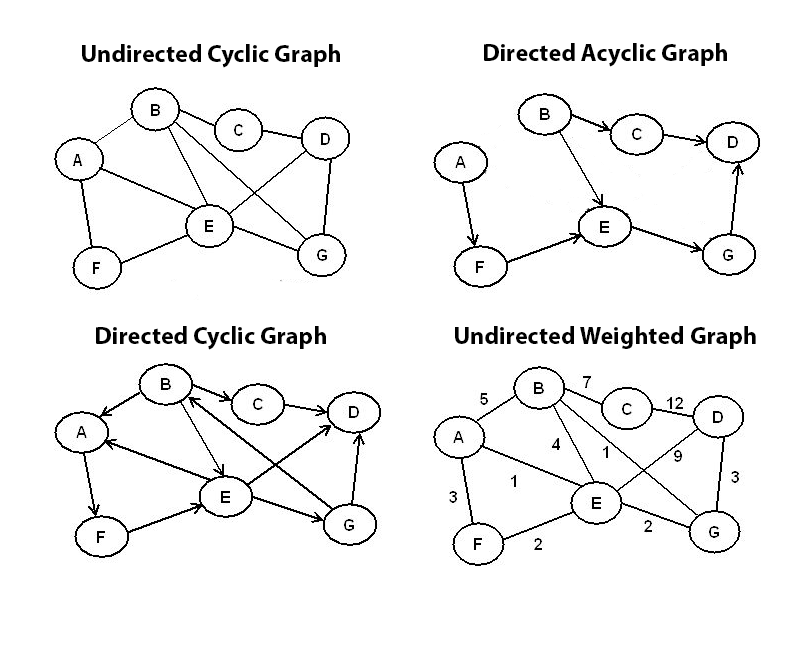 Undirected Cyclic Graph
B
C
D
A
E
F
G
Directed Acyclic Graph
B
C
D
A
E
F
G
Directed Cyclic Graph
B
C
D
A
E
F
G
Undirected Weighted Graph
7
B
5
12
C
D
A
4
1
9
1
3
3
E
2
2
G
F